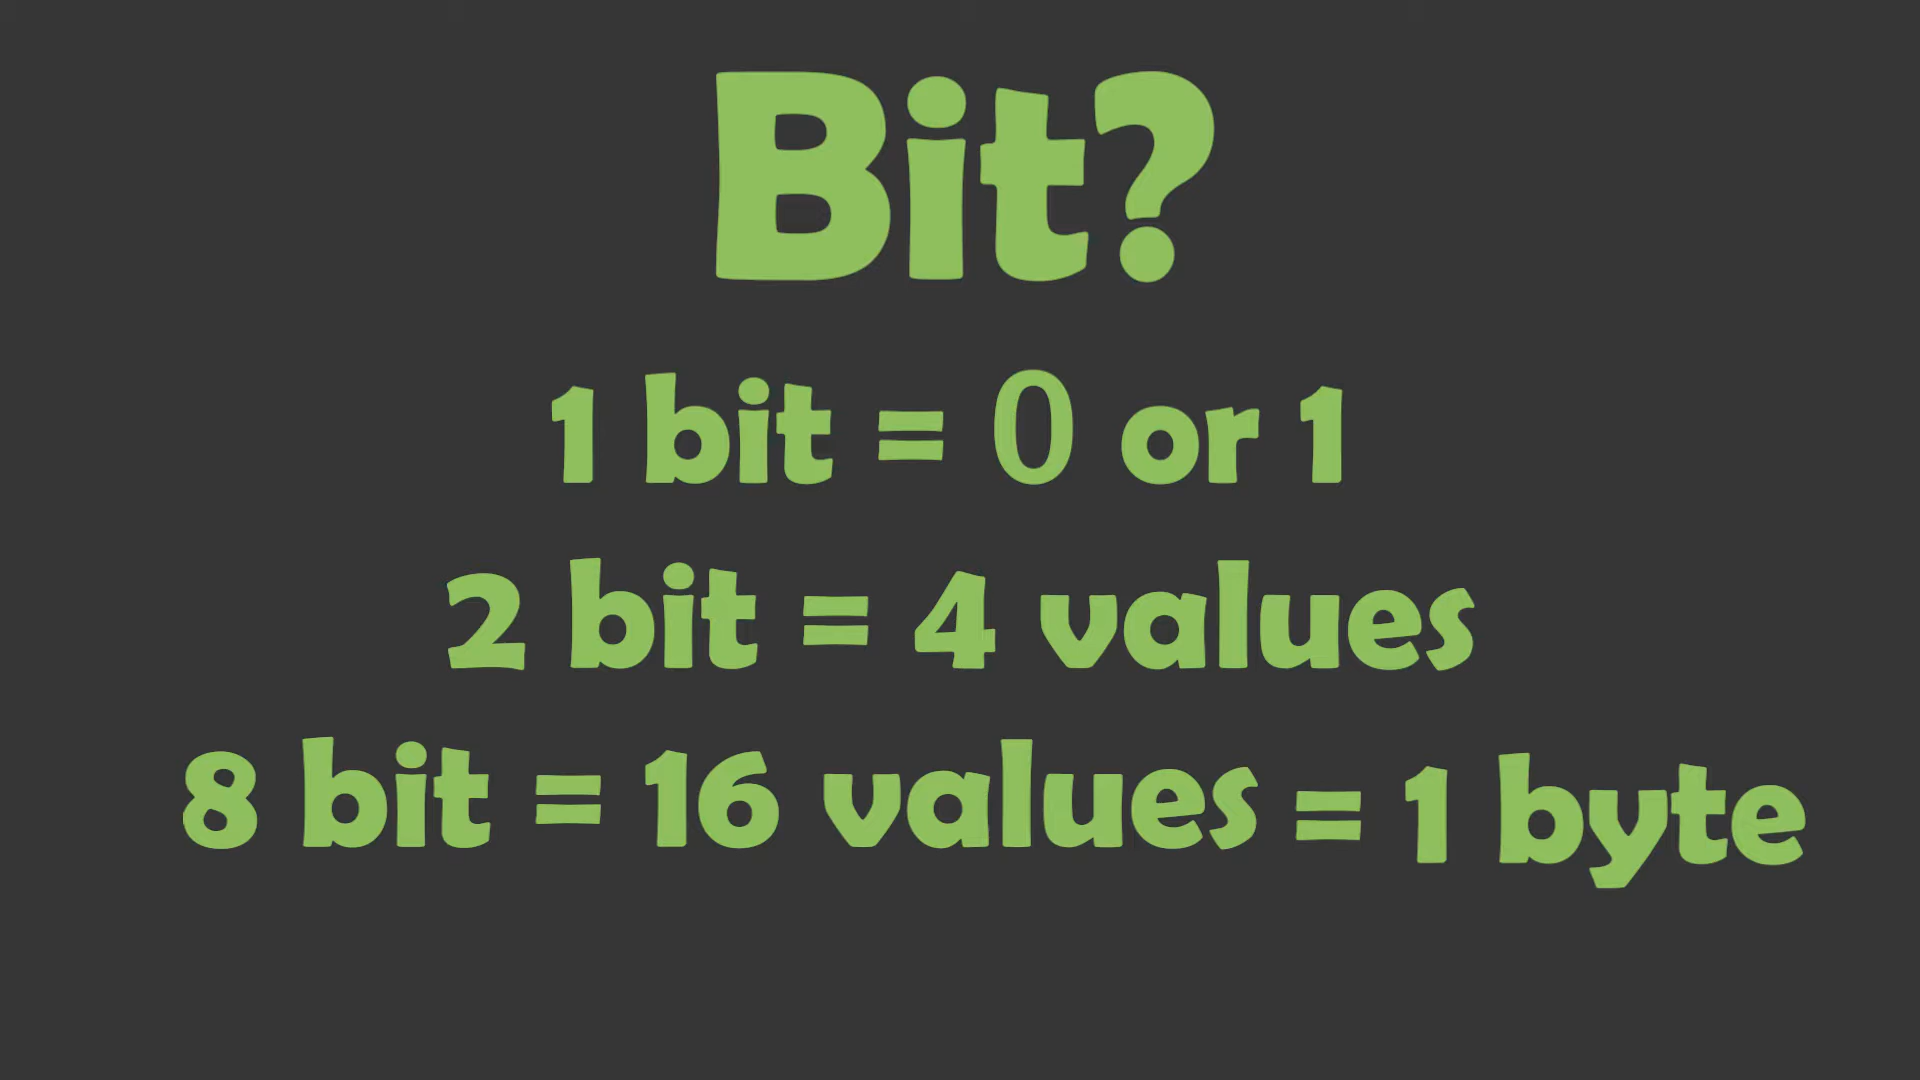 Bit?
1 bit = 0 or 1
2 bit = 4 values
8 bit = 16 values = 1 byte